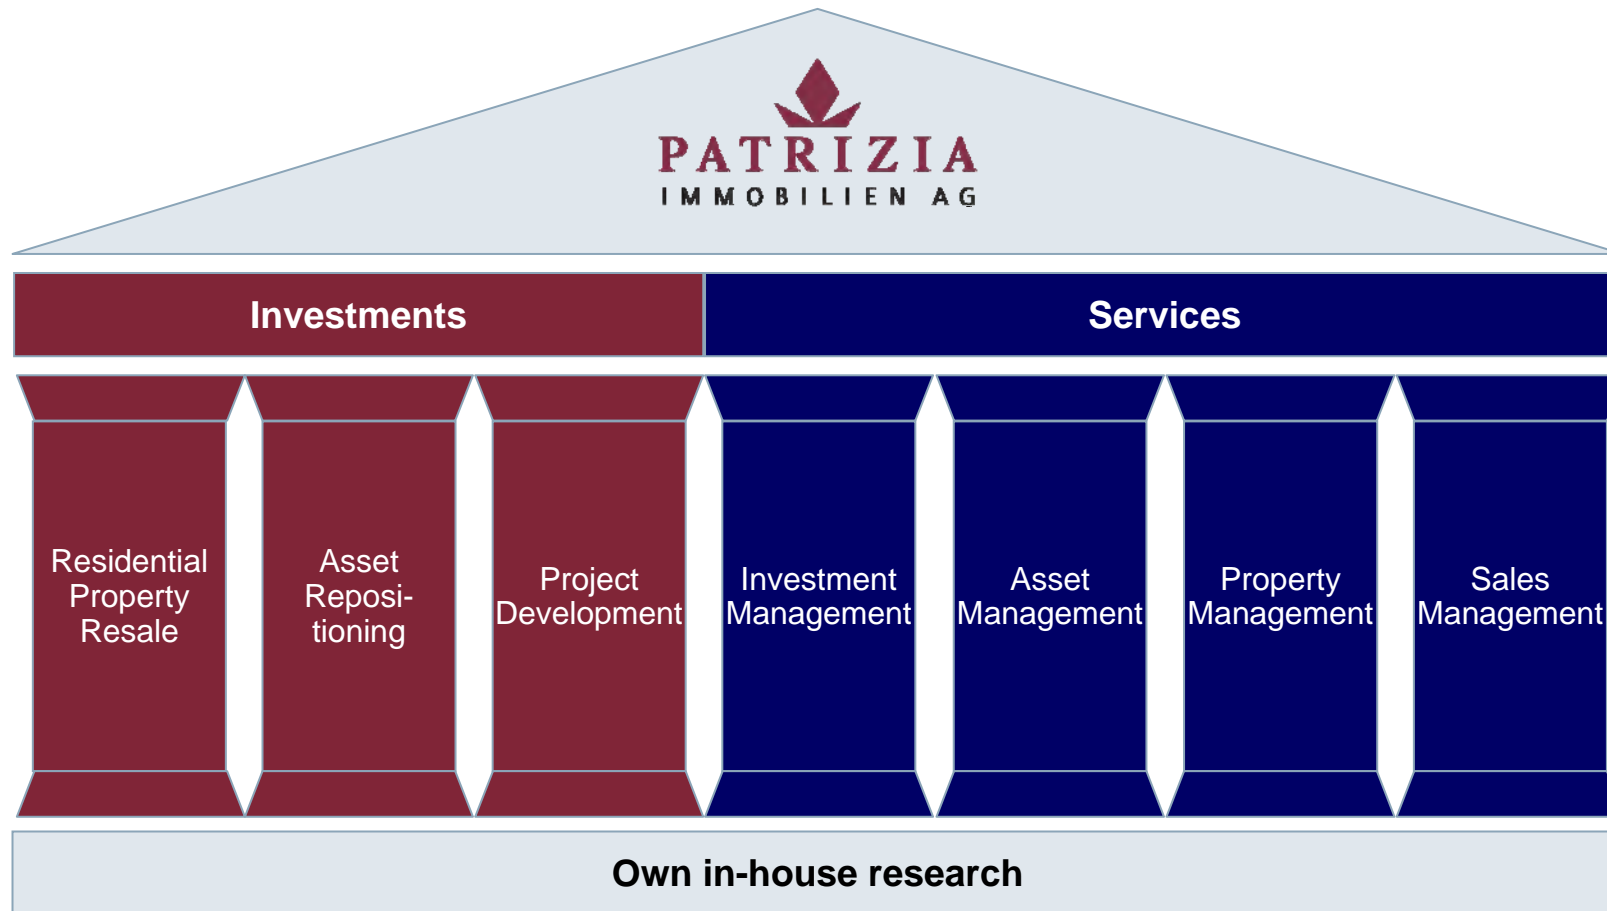 PATRIZIA
IMMOBILIEN AG
Investments
Services
Residential
Property
Resale
Asset
Reposi-
tioning
Project
Development
Investment
Management
Asset
Management
Property
Management
Sales
Management
Own in-house research